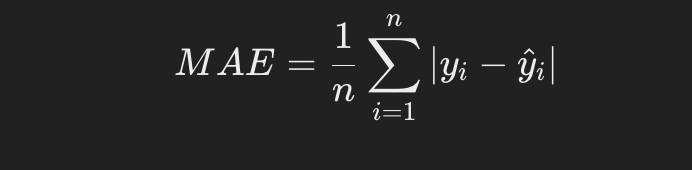 MAE = \frac{1}{n} \sum_{i=1}^{n} |y_i - \hat{y}_i|